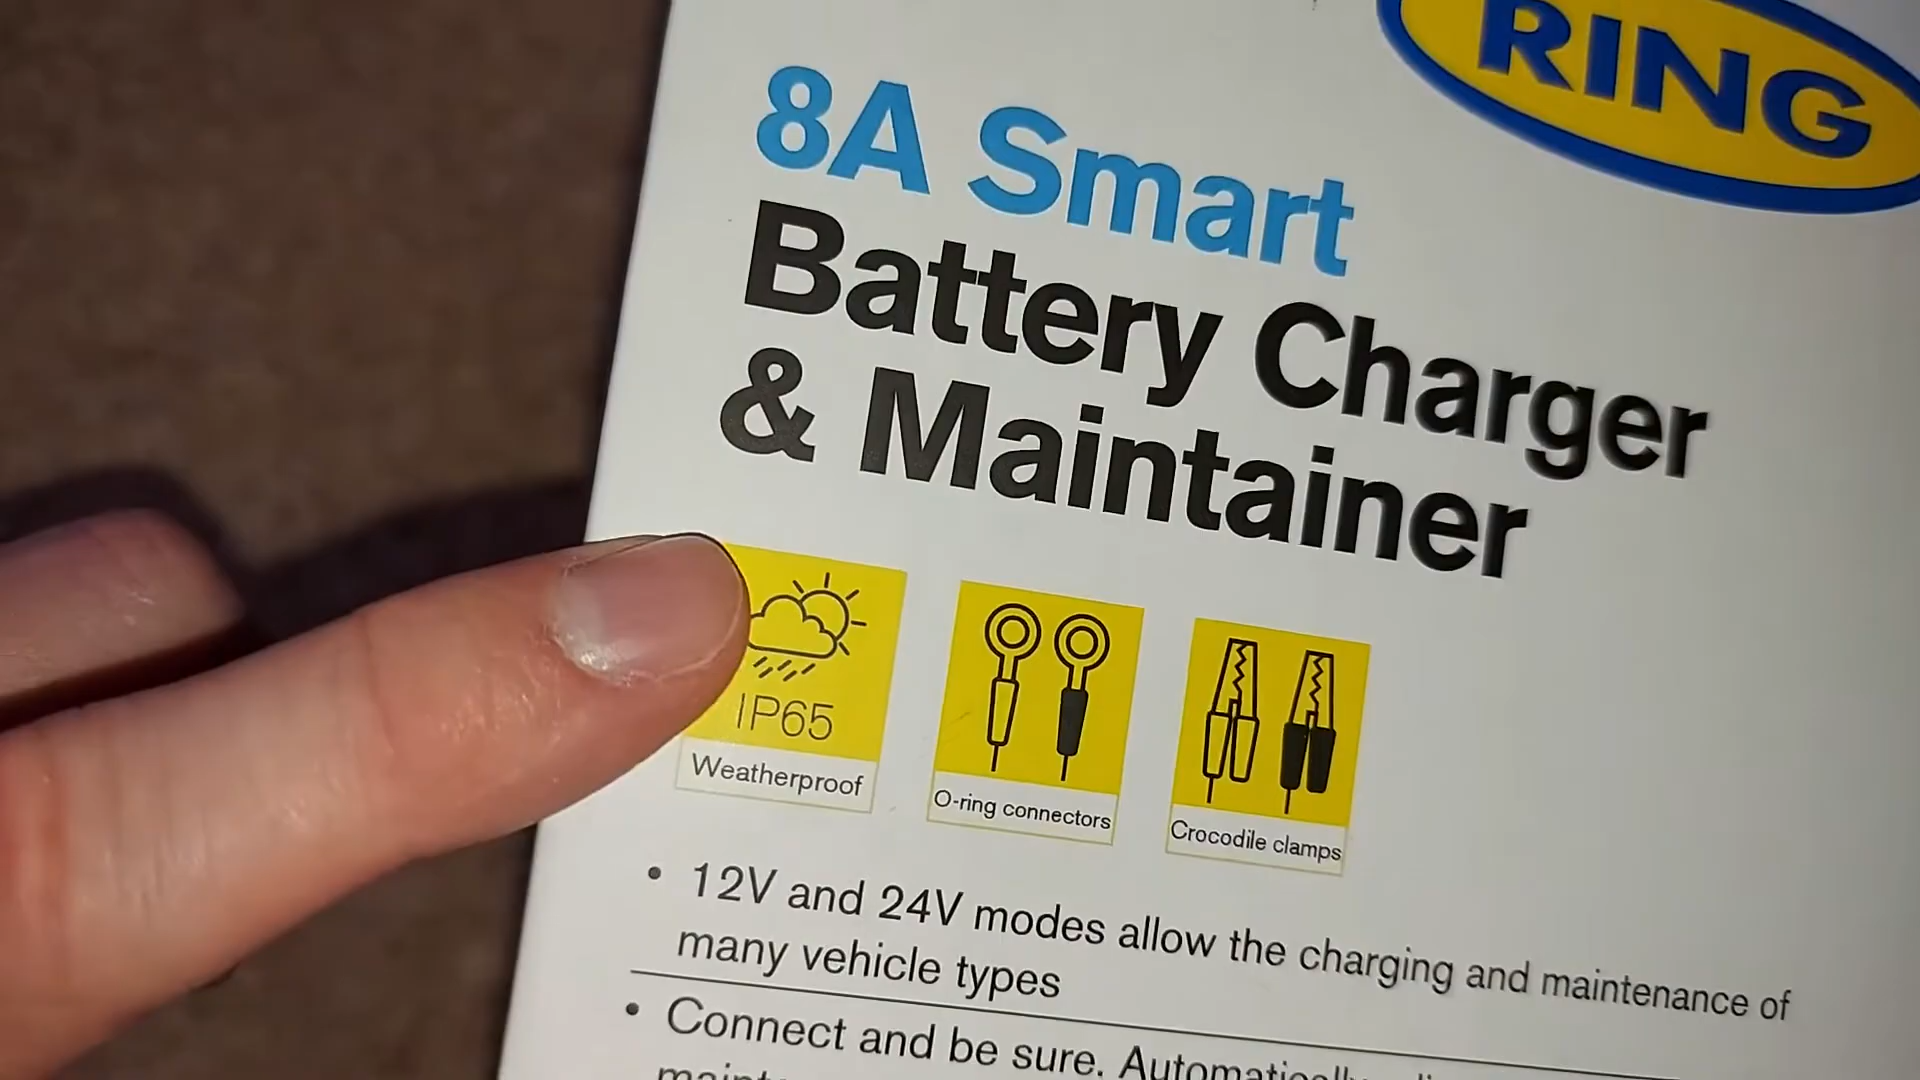 RING
8A Smart
Battery Charger
& Maintainer
IP65
Weatherproof
O-ring connectors
Crocodile clamps
• 12V and 24V modes allow the charging and maintenance of
many vehicle types
• Connect and be sure. Automatically